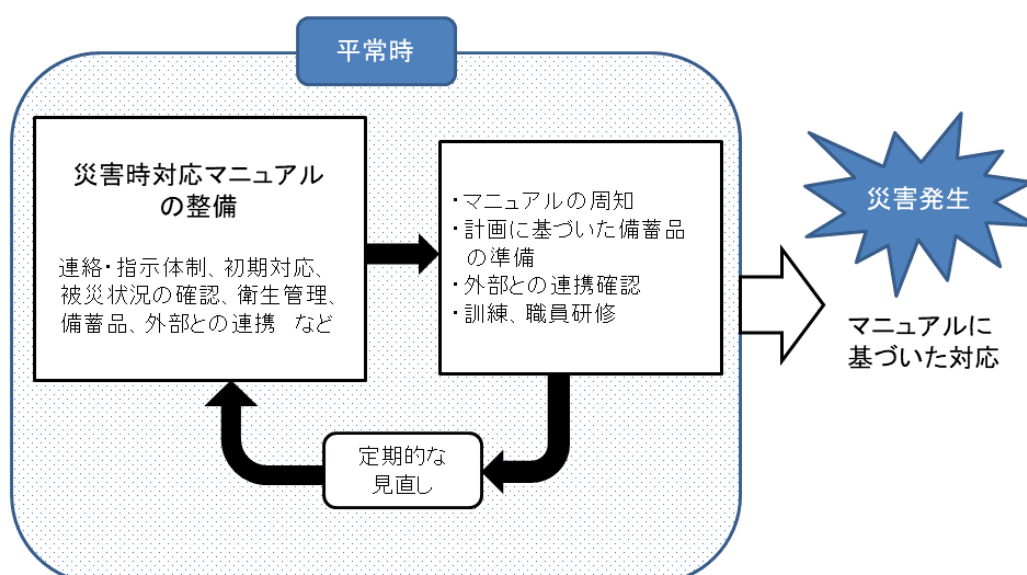 平常時
災害時対応マニュアル
の整備
連絡・指示体制、初期対応、
被災状況の確認、衛生管理、
備蓄品、外部との連携　など
・マニュアルの周知
・計画に基づいた備蓄品
の準備
・外部との連携確認
・訓練、職員研修
定期的な
見直し
災害発生
マニュアルに
基づいた対応